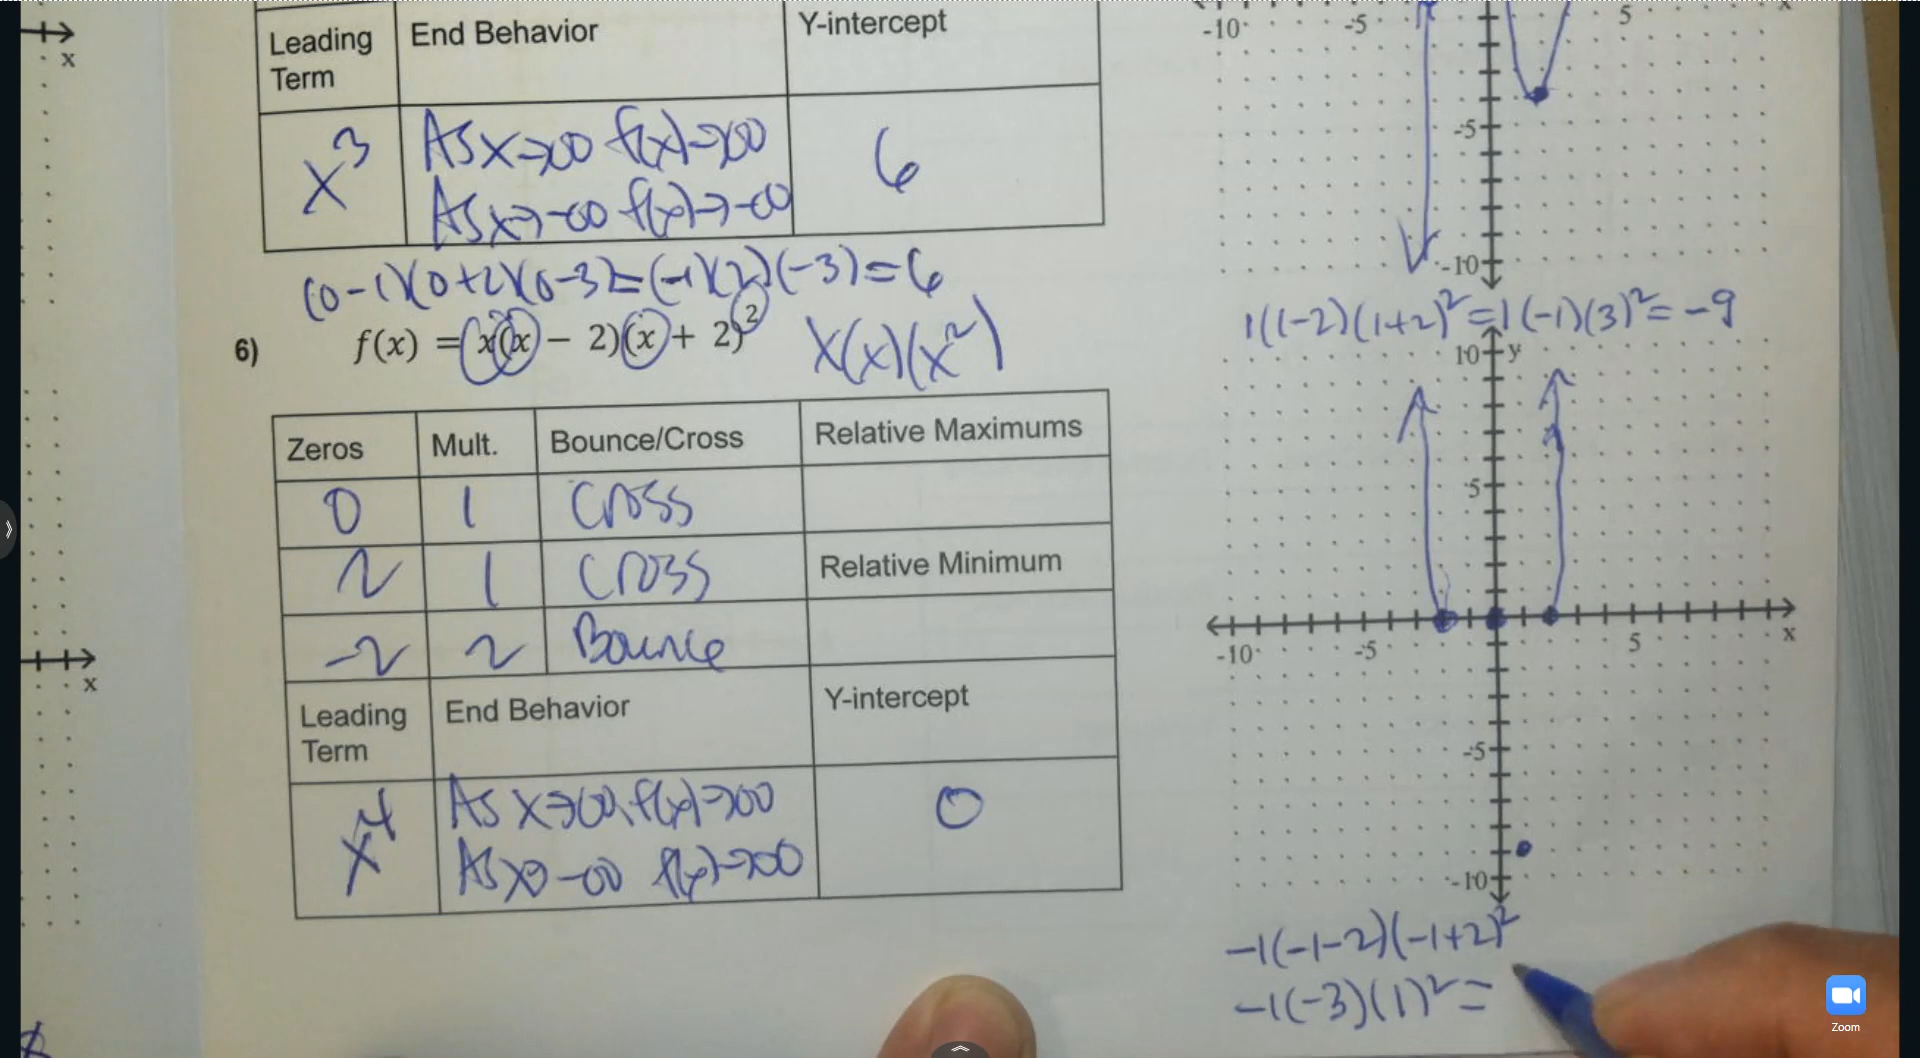 Leading Term End Behavior Y-intercept
x³ As x→∞ f(x)→∞ 6
As x→-∞ f(x)→-∞
(0-1)(0+2)(0-3)=(-1)(2)(-3)=6
6) f(x) = x(x - 2)(x + 2)² x(x)(x²)
Zeros Mult. Bounce/Cross Relative Maximums
0 1 Cross
2 1 Cross Relative Minimum
-2 2 Bounce
Leading Term End Behavior Y-intercept
x⁴ As x→∞, f(x)→∞ 0
As x→-∞ f(x)→∞
x
x
-10 -5 5 x
-5
-10
1(1-2)(1+2)²=1(-1)(3)²=-9
10 y
5
-10 -5 5 x
-5
-10
-1(-1-2)(-1+2)²
-1(-3)(1)²=
Zoom